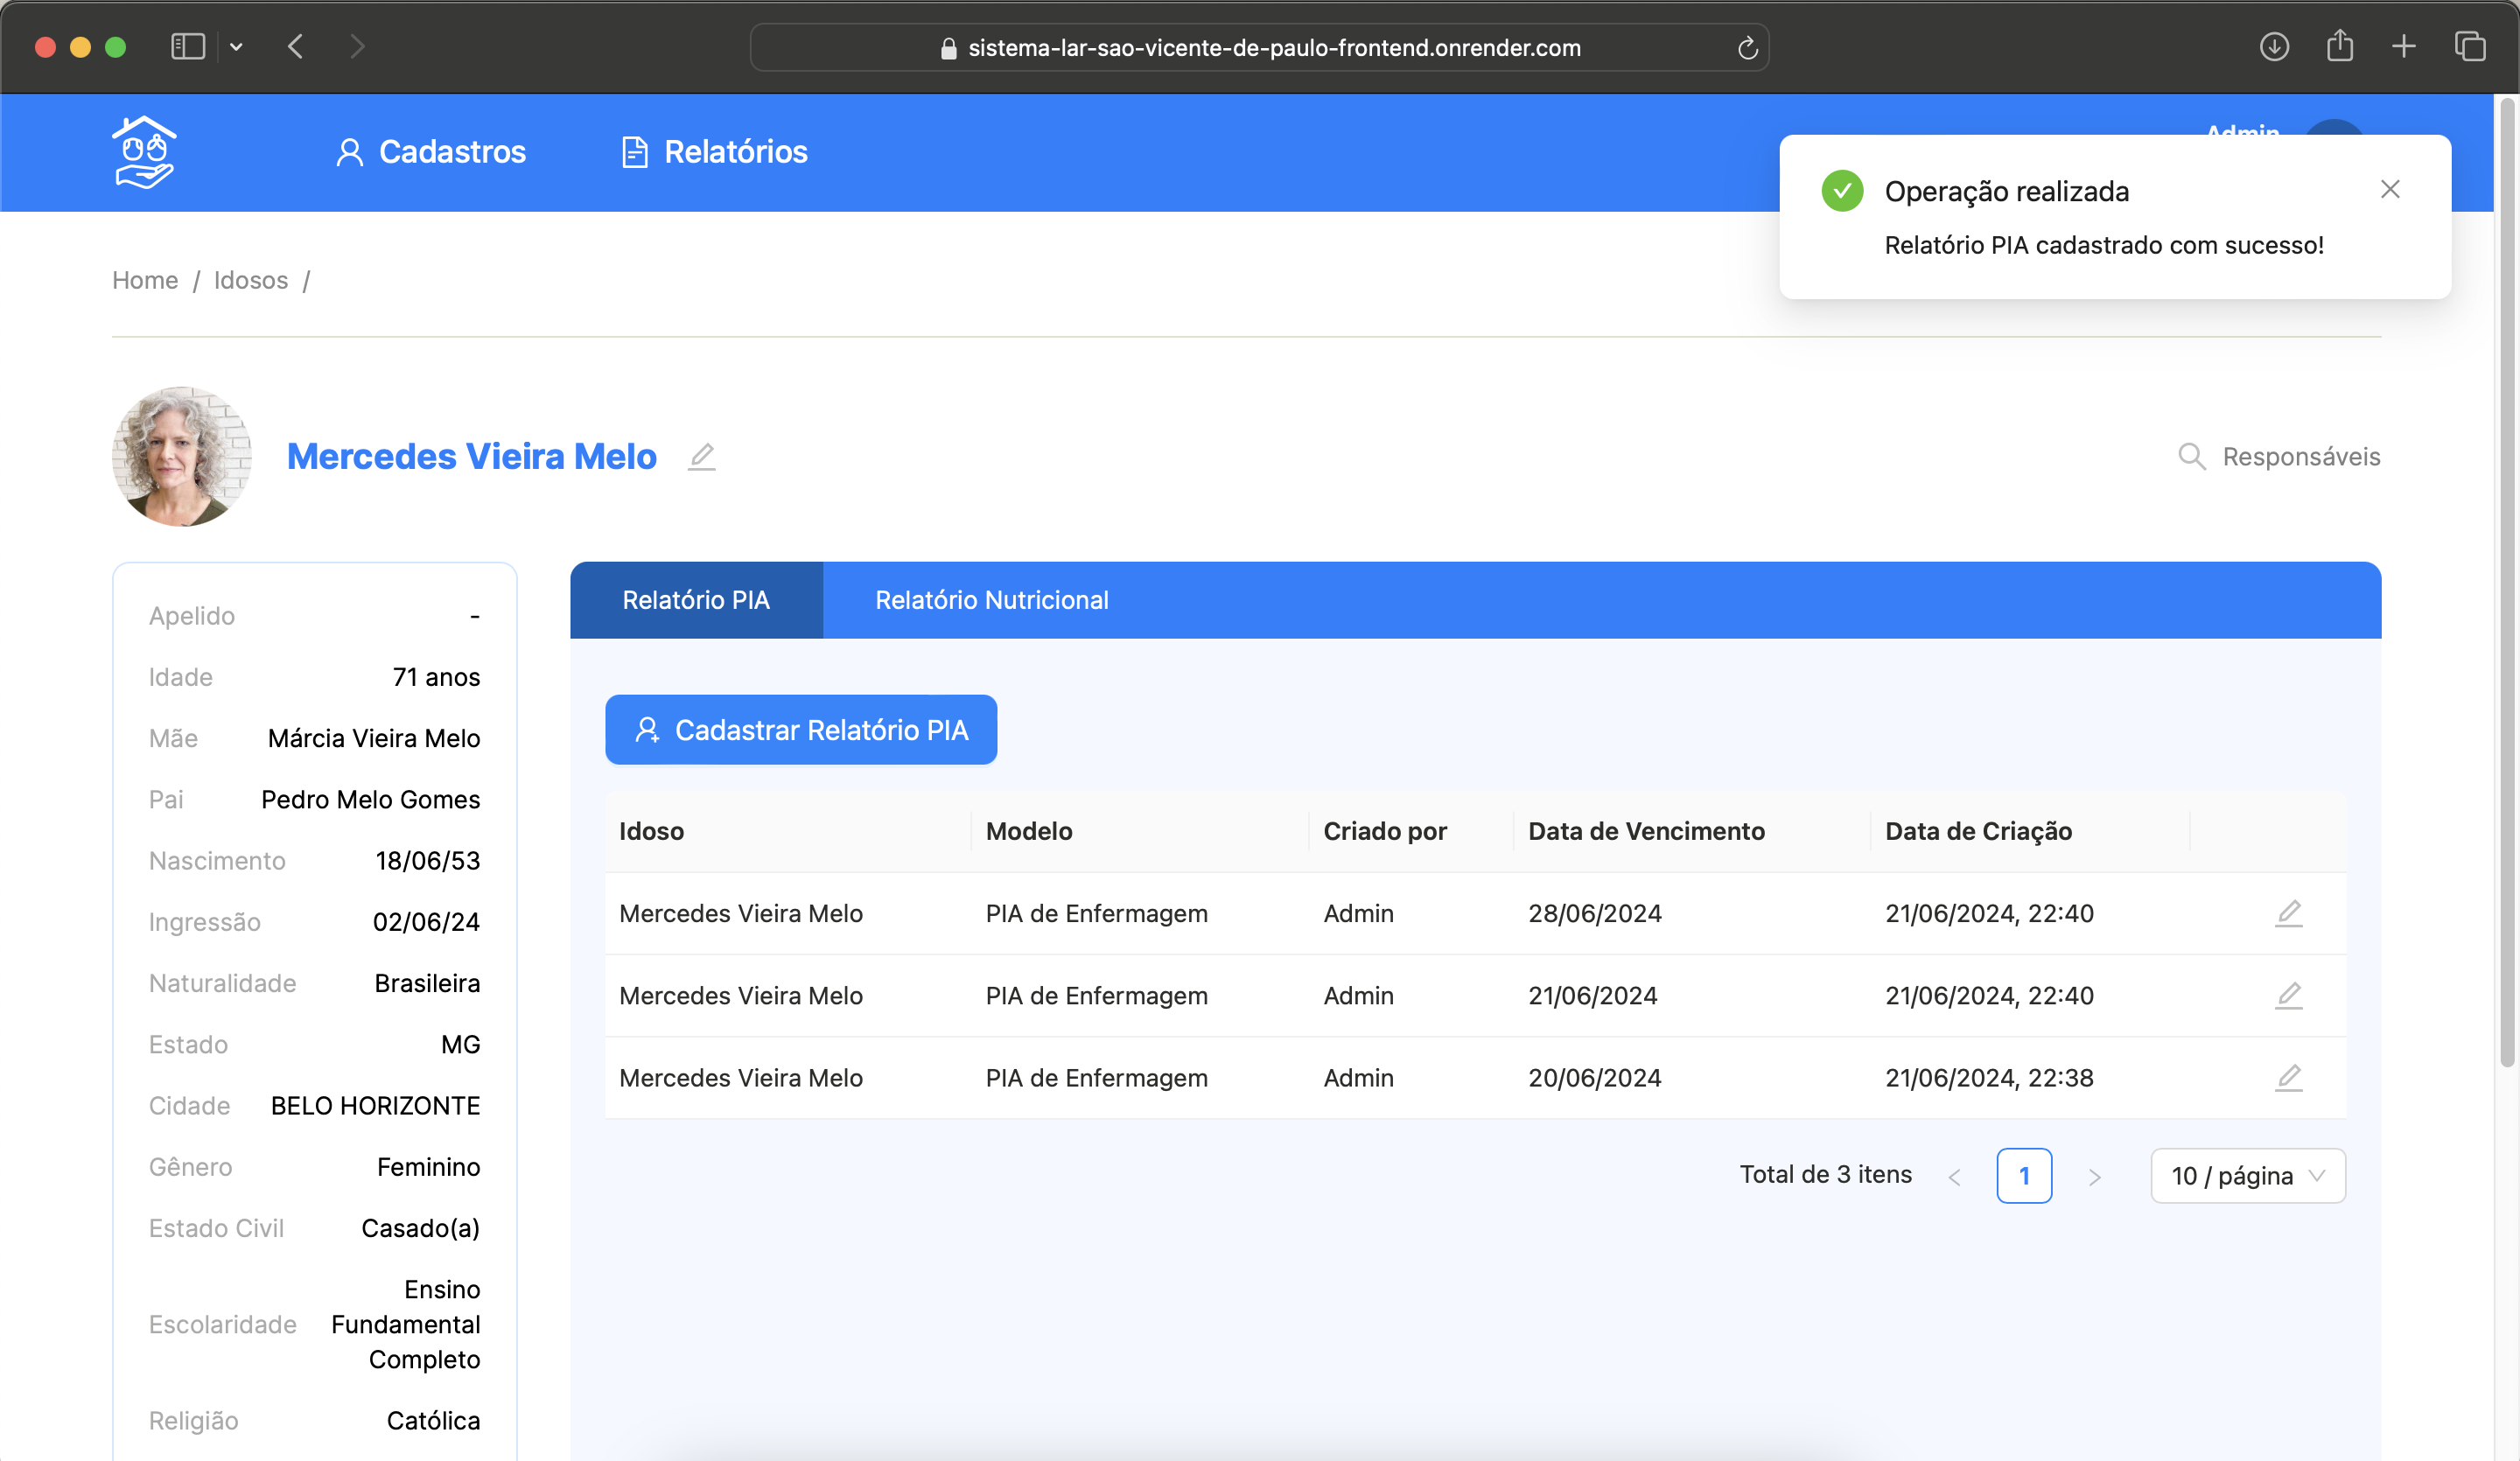 sistema-lar-sao-vicente-de-paulo-frontend.onrender.com
Cadastros
Relatórios
Admin
Operação realizada
Relatório PIA cadastrado com sucesso!
Home / Idosos /
Mercedes Vieira Melo
Responsáveis
Apelido -
Idade 71 anos
Mãe Márcia Vieira Melo
Pai Pedro Melo Gomes
Nascimento 18/06/53
Ingressão 02/06/24
Naturalidade Brasileira
Estado MG
Cidade BELO HORIZONTE
Gênero Feminino
Estado Civil Casado(a)
Escolaridade Ensino
Fundamental
Completo
Religião Católica
Relatório PIA Relatório Nutricional
Cadastrar Relatório PIA
Idoso Modelo Criado por Data de Vencimento Data de Criação
Mercedes Vieira Melo PIA de Enfermagem Admin 28/06/2024 21/06/2024, 22:40
Mercedes Vieira Melo PIA de Enfermagem Admin 21/06/2024 21/06/2024, 22:40
Mercedes Vieira Melo PIA de Enfermagem Admin 20/06/2024 21/06/2024, 22:38
Total de 3 itens < 1 > 10 / página